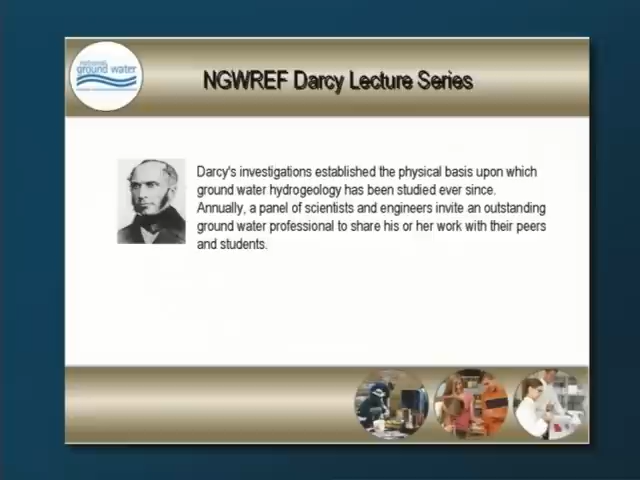 national
ground water
NGWREF Darcy Lecture Series
Darcy's investigations established the physical basis upon which
ground water hydrogeology has been studied ever since.
Annually, a panel of scientists and engineers invite an outstanding
ground water professional to share his or her work with their peers
and students.